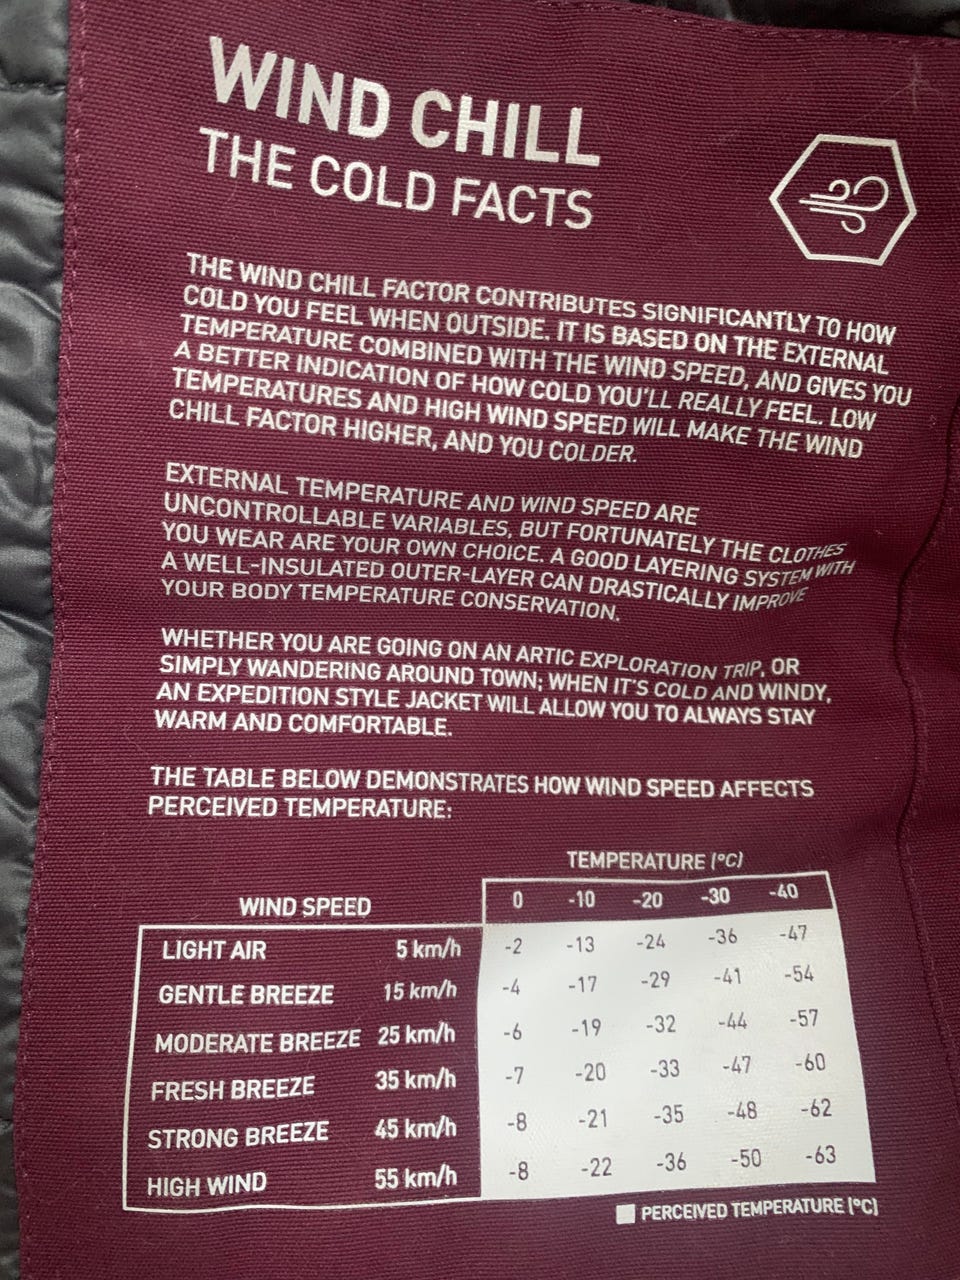 WIND CHILL
THE COLD FACTS
THE WIND CHILL FACTOR CONTRIBUTES SIGNIFICANTLY TO HOW
COLD YOU FEEL WHEN OUTSIDE. IT IS BASED ON THE EXTERNAL
TEMPERATURE COMBINED WITH THE WIND SPEED, AND GIVES YOU
A BETTER INDICATION OF HOW COLD YOU'LL REALLY FEEL. LOW
TEMPERATURES AND HIGH WIND SPEED WILL MAKE THE WIND
CHILL FACTOR HIGHER, AND YOU COLDER.
EXTERNAL TEMPERATURE AND WIND SPEED ARE
UNCONTROLLABLE VARIABLES, BUT FORTUNATELY THE CLOTHES
YOU WEAR ARE YOUR OWN CHOICE. A GOOD LAYERING SYSTEM WITH
A WELL-INSULATED OUTER-LAYER CAN DRASTICALLY IMPROVE
YOUR BODY TEMPERATURE CONSERVATION.
WHETHER YOU ARE GOING ON AN ARTIC EXPLORATION TRIP, OR
SIMPLY WANDERING AROUND TOWN; WHEN IT'S COLD AND WINDY,
AN EXPEDITION STYLE JACKET WILL ALLOW YOU TO ALWAYS STAY
WARM AND COMFORTABLE.
THE TABLE BELOW DEMONSTRATES HOW WIND SPEED AFFECTS
PERCEIVED TEMPERATURE:
TEMPERATURE (°C)
WIND SPEED 0 -10 -20 -30 -40
LIGHT AIR 5 km/h -2 -13 -24 -36 -47
GENTLE BREEZE 15 km/h -4 -17 -29 -41 -54
MODERATE BREEZE 25 km/h -6 -19 -32 -44 -57
FRESH BREEZE 35 km/h -7 -20 -33 -47 -60
STRONG BREEZE 45 km/h -8 -21 -35 -48 -62
HIGH WIND 55 km/h -8 -22 -36 -50 -63
PERCEIVED TEMPERATURE (°C)